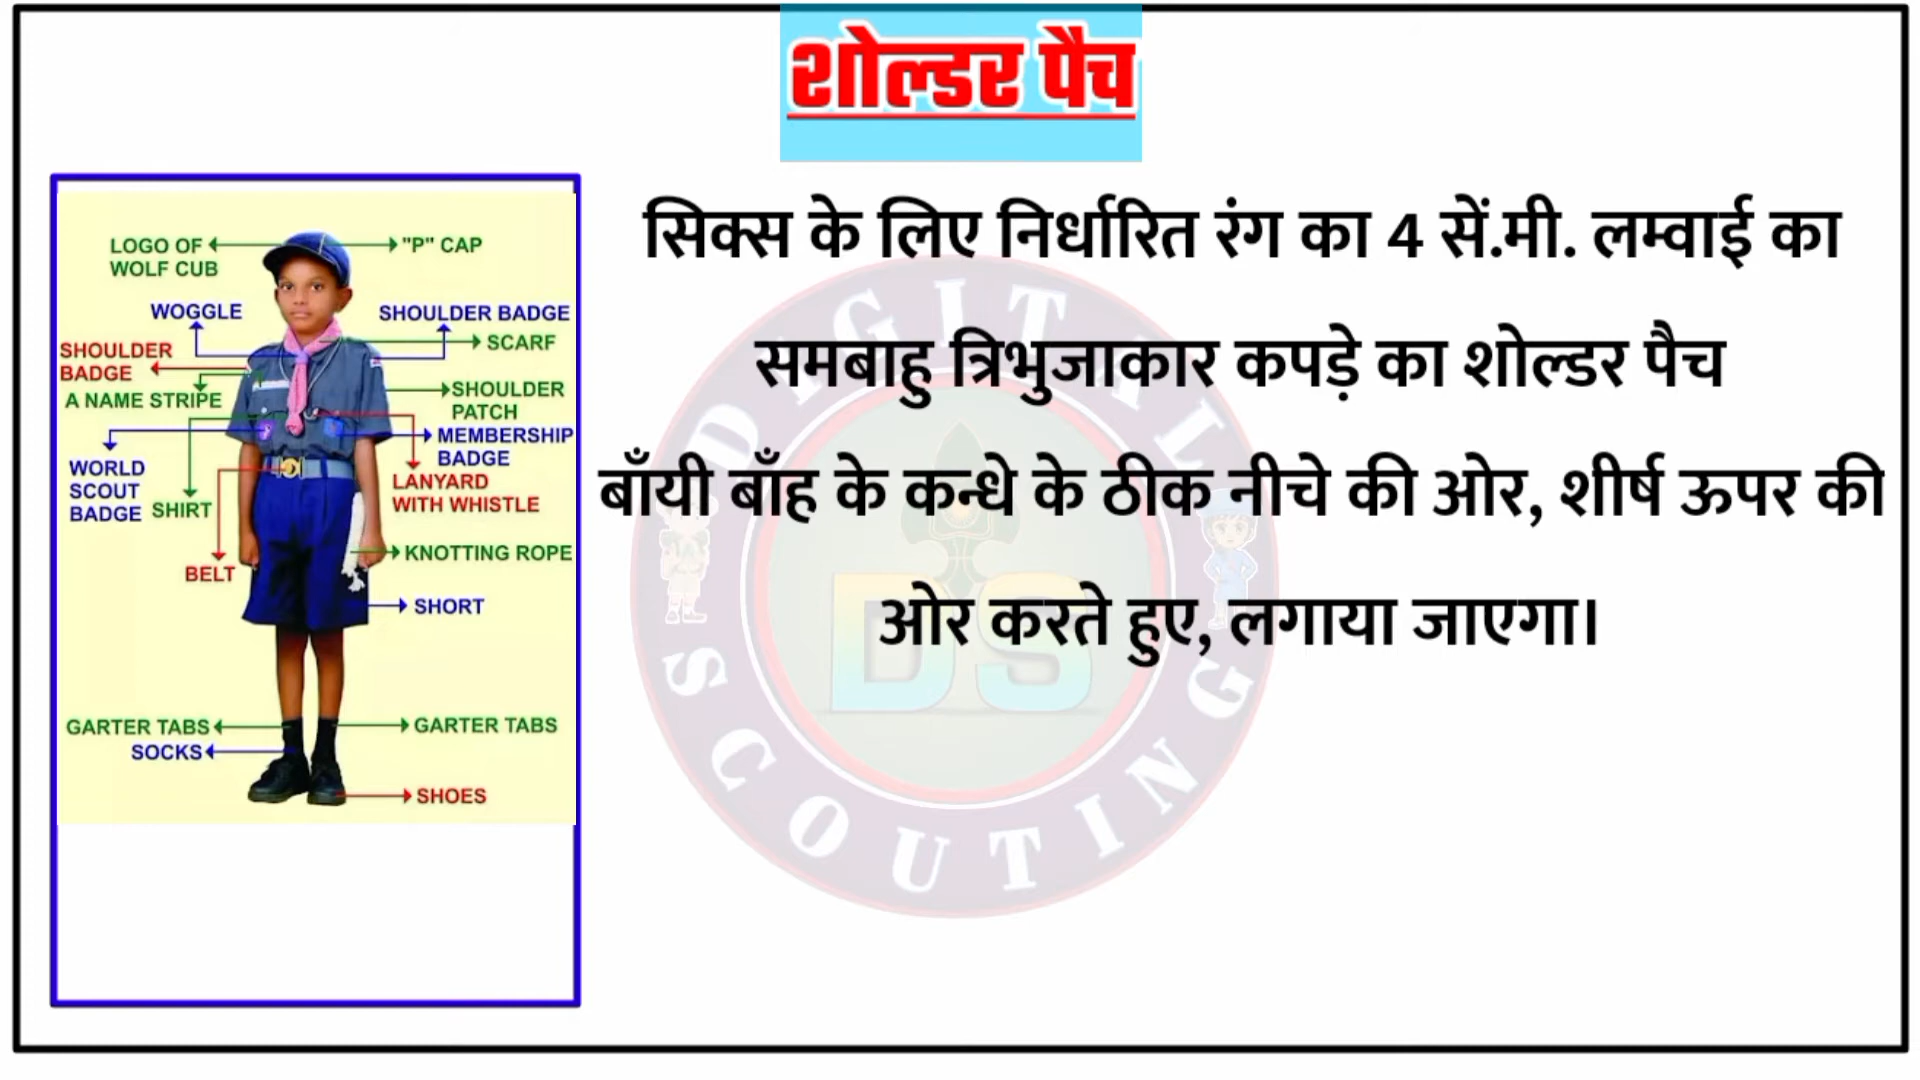 शोल्डर पैच
सिक्स के लिए निर्धारित रंग का 4 सें.मी. लम्वाई का
समबाहु त्रिभुजाकार कपड़े का शोल्डर पैच
बाँयी बाँह के कन्धे के ठीक नीचे की ओर, शीर्ष ऊपर की
ओर करते हुए, लगाया जाएगा।
LOGO OF
WOLF CUB
"P" CAP
WOGGLE
SHOULDER BADGE
SCARF
SHOULDER
BADGE
A NAME STRIPE
SHOULDER
PATCH
MEMBERSHIP
BADGE
WORLD
SCOUT
BADGE
SHIRT
LANYARD
WITH WHISTLE
KNOTTING ROPE
BELT
SHORT
GARTER TABS
GARTER TABS
SOCKS
SHOES
DIGITAL
SCOUTING
DS